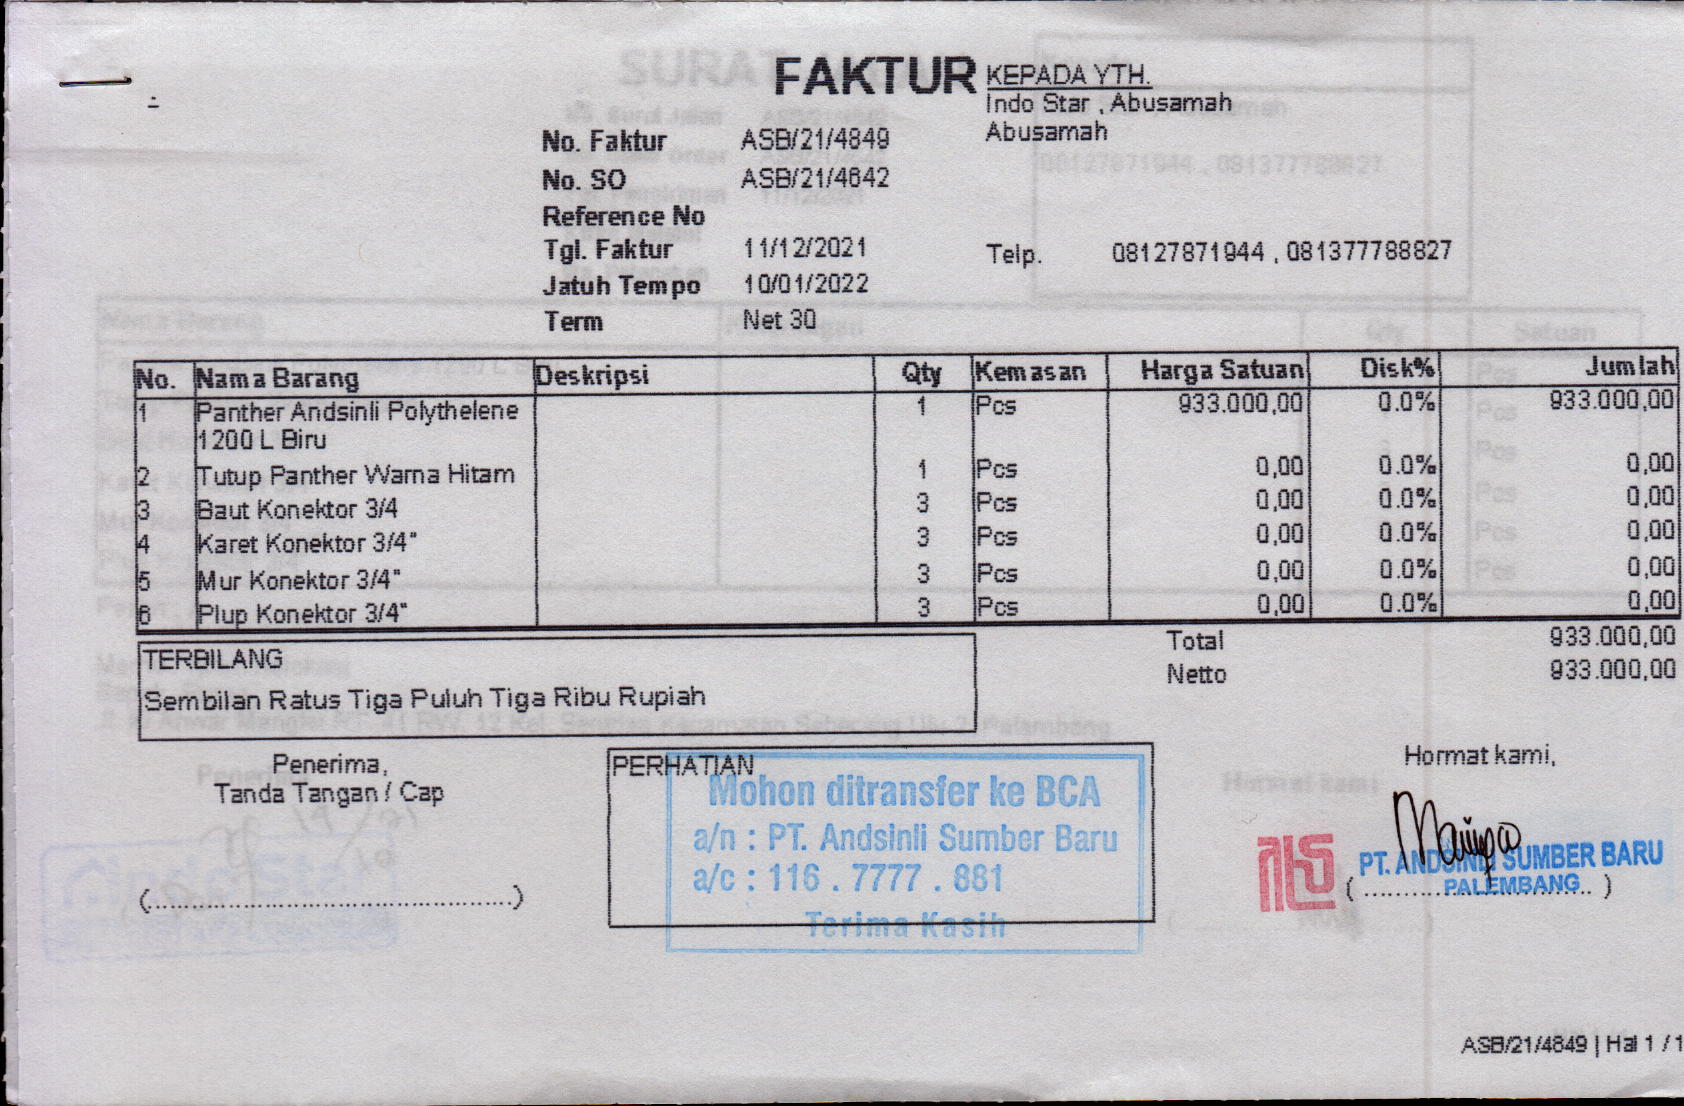 FAKTUR
KEPADA YTH.
Indo Star , Abusamah
Abusamah
No. Faktur ASB/21/4849
No. SO ASB/21/4642
Reference No
Tgl. Faktur 11/12/2021
Telp. 08127871944 , 081377788827
Jatuh Tempo 10/01/2022
Term Net 30
No. Nama Barang Deskripsi Qty Kemasan Harga Satuan Disk% Jumlah
1 Panther Andsinli Polythelene 1 Pcs 933.000,00 0.0% 933.000,00
1200 L Biru
2 Tutup Panther Warna Hitam 1 Pcs 0,00 0.0% 0,00
3 Baut Konektor 3/4 3 Pcs 0,00 0.0% 0,00
4 Karet Konektor 3/4" 3 Pcs 0,00 0.0% 0,00
5 Mur Konektor 3/4" 3 Pcs 0,00 0.0% 0,00
6 Plup Konektor 3/4" 3 Pcs 0,00 0.0% 0,00
Total 933.000,00
Netto 933.000,00
TERBILANG
Sembilan Ratus Tiga Puluh Tiga Ribu Rupiah
Penerima,
Tanda Tangan / Cap
(........................................)
PERHATIAN
Mohon ditransfer ke BCA
a/n : PT. Andsinli Sumber Baru
a/c : 116 . 7777 . 881
Terima Kasih
Hormat kami,
PT. ANDSINLI SUMBER BARU
PALEMBANG
(............................)
ASB/21/4849 | Hal 1 / 1